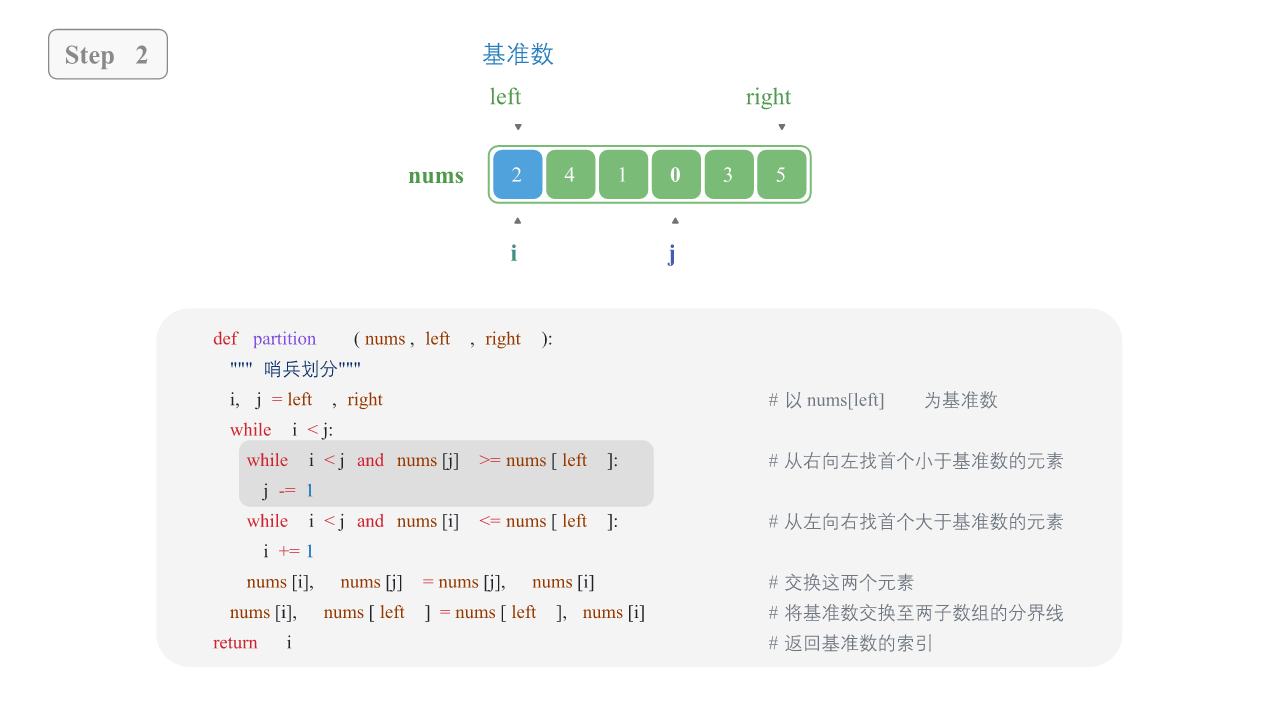 Step 2
基准数
left right
nums 2 4 1 0 3 5
i j
def partition (nums, left, right):
""" 哨兵划分"""
i, j = left, right # 以 nums[left] 为基准数
while i < j:
while i < j and nums[j] >= nums[left]: # 从右向左找首个小于基准数的元素
j -= 1
while i < j and nums[i] <= nums[left]: # 从左向右找首个大于基准数的元素
i += 1
nums[i], nums[j] = nums[j], nums[i] # 交换这两个元素
nums[i], nums[left] = nums[left], nums[i] # 将基准数交换至两子数组的分界线
return i # 返回基准数的索引